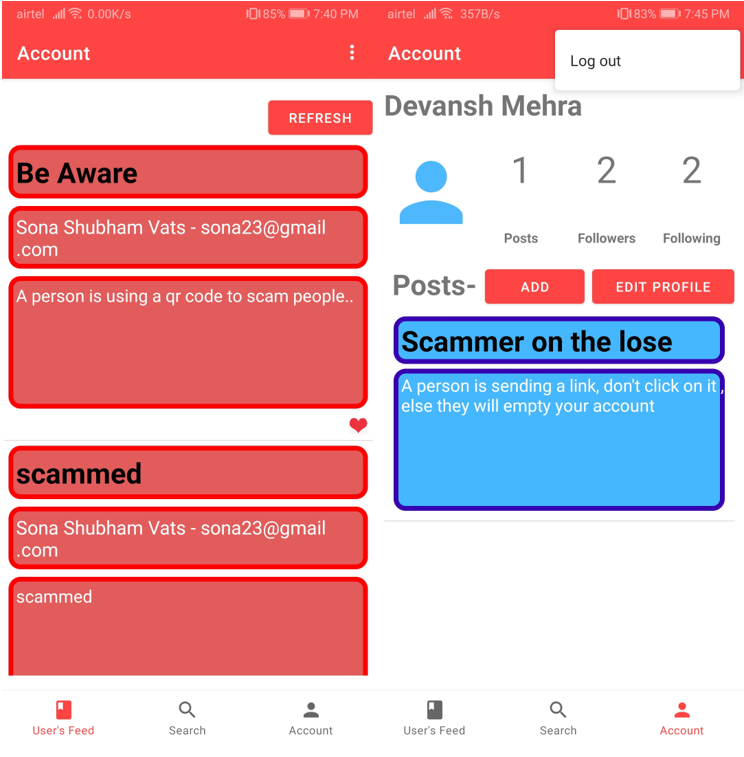 airtel 0.00K/s 85% 7:40 PM
Account
REFRESH
Be Aware
Sona Shubham Vats - sona23@gmail
.com
A person is using a qr code to scam people..
scammed
Sona Shubham Vats - sona23@gmail
.com
scammed
User's Feed Search Account
airtel 357B/s 83% 7:45 PM
Account
Log out
Devansh Mehra
1 2 2
Posts Followers Following
Posts- ADD EDIT PROFILE
Scammer on the lose
A person is sending a link, don't click on it ,
else they will empty your account
User's Feed Search Account